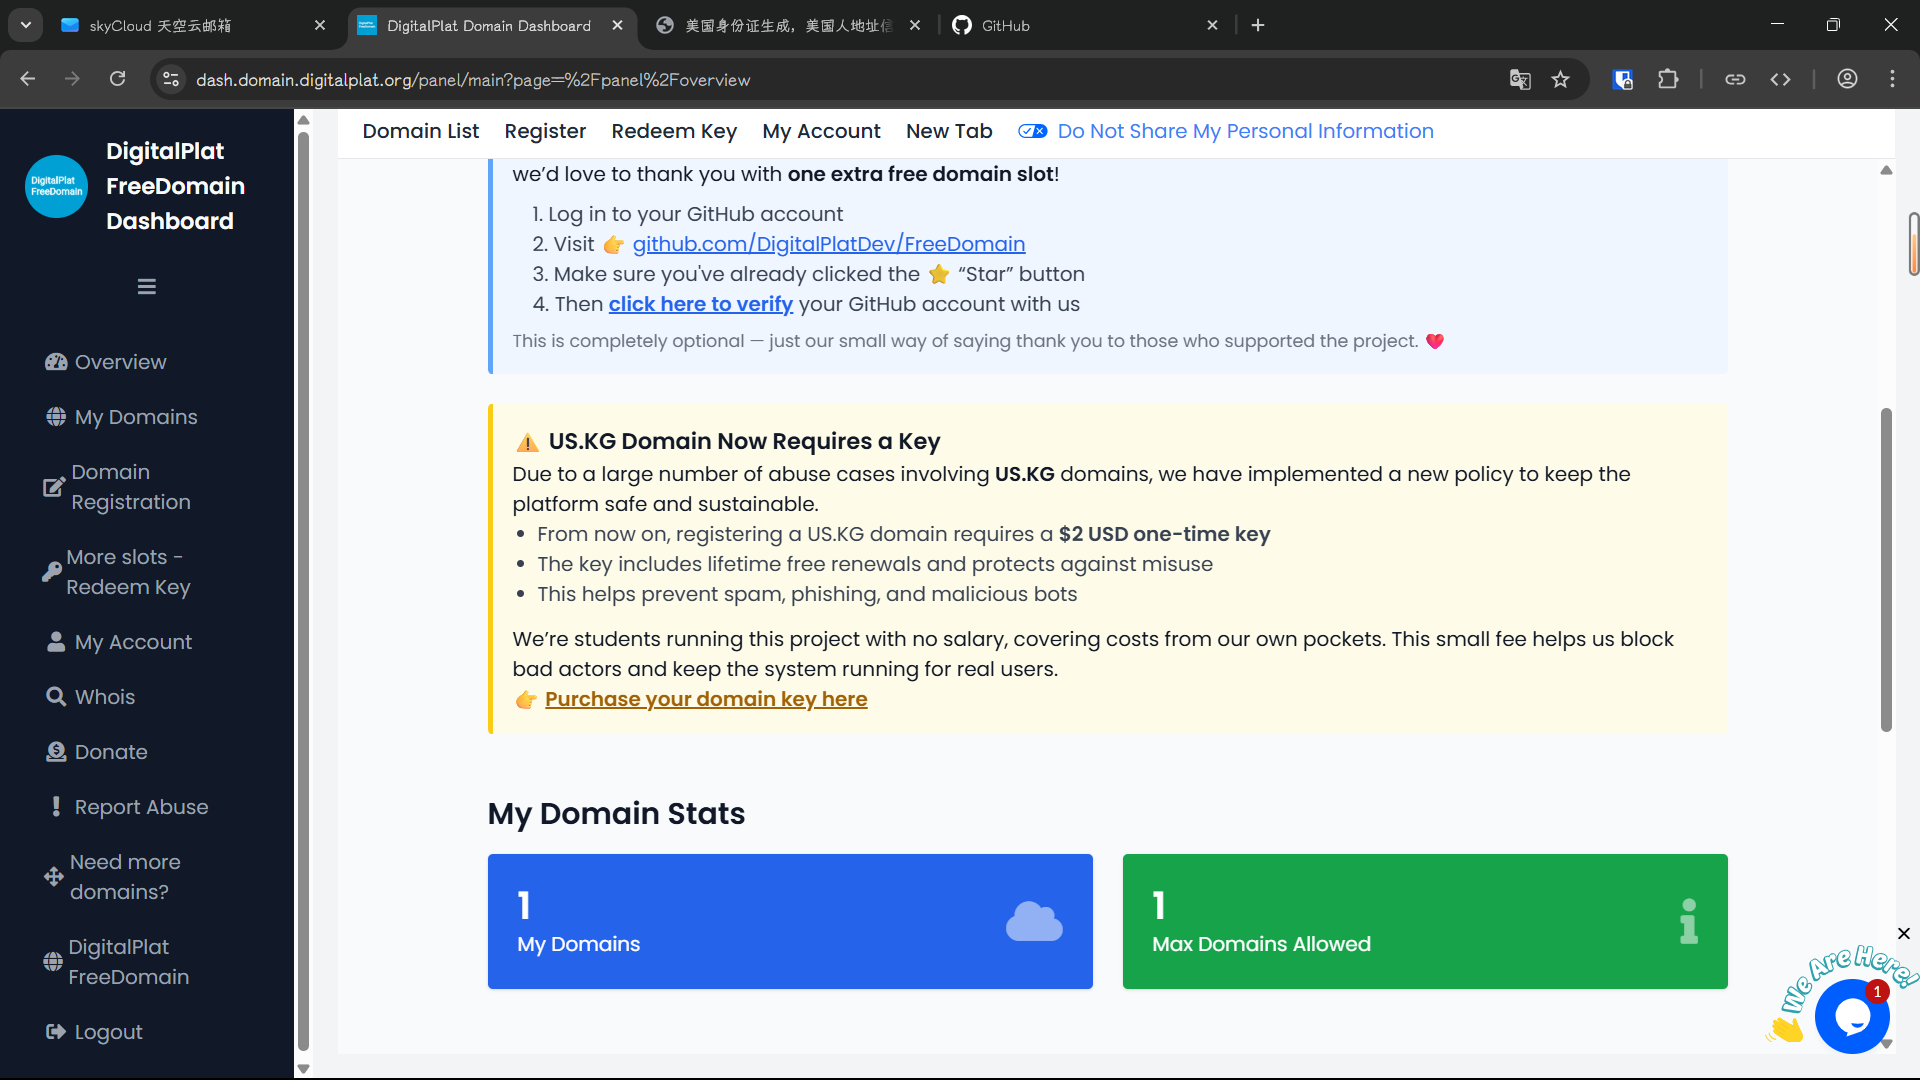 skyCloud 天空云邮箱
DigitalPlat Domain Dashboard
美国身份证生成，美国人地址信
GitHub
dash.domain.digitalplat.org/panel/main?page=%2Fpanel%2Foverview
DigitalPlat
FreeDomain
DigitalPlat
FreeDomain
Dashboard
Overview
My Domains
Domain
Registration
More slots -
Redeem Key
My Account
Whois
Donate
Report Abuse
Need more
domains?
DigitalPlat
FreeDomain
Logout
Domain List Register Redeem Key My Account New Tab Do Not Share My Personal Information
we’d love to thank you with one extra free domain slot!
1. Log in to your GitHub account
2. Visit 👉 github.com/DigitalPlatDev/FreeDomain
3. Make sure you've already clicked the ⭐ “Star” button
4. Then click here to verify your GitHub account with us
This is completely optional — just our small way of saying thank you to those who supported the project. ❤️
⚠️ US.KG Domain Now Requires a Key
Due to a large number of abuse cases involving US.KG domains, we have implemented a new policy to keep the
platform safe and sustainable.
• From now on, registering a US.KG domain requires a $2 USD one-time key
• The key includes lifetime free renewals and protects against misuse
• This helps prevent spam, phishing, and malicious bots
We’re students running this project with no salary, covering costs from our own pockets. This small fee helps us block
bad actors and keep the system running for real users.
👉 Purchase your domain key here
My Domain Stats
1
My Domains
1
Max Domains Allowed
We Are Here!
1